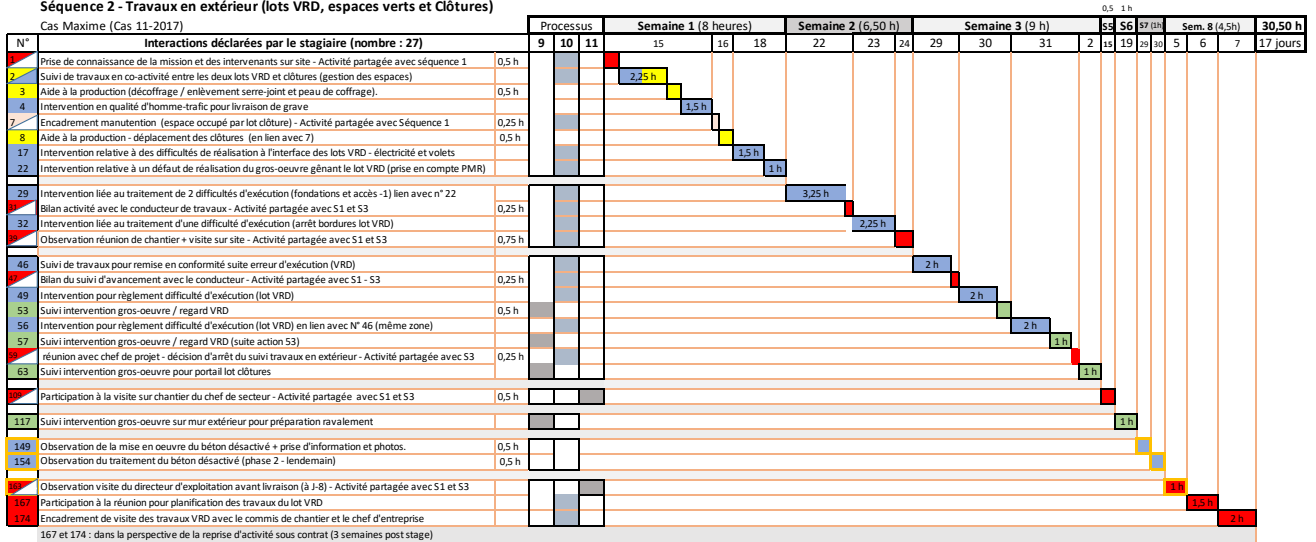 Séquence 2 - Travaux en extérieur (lots VRD, espaces verts et Clôtures)
0,5 1 h
Cas Maxime (Cas 11-2017) Processus Semaine 1 (8 heures) Semaine 2 (6,50 h) Semaine 3 (9 h) S5 S6 S7 (1h) Sem. 8 (4,5h) 30,50 h
N° Interactions déclarées par le stagiaire (nombre : 27) 9 10 11 15 16 18 22 23 24 29 30 31 2 15 19 29 30 5 6 7 17 jours
1 Prise de connaissance de la mission et des intervenants sur site - Activité partagée avec séquence 1 0,5 h
2 Suivi de travaux en co-activité entre les deux lots VRD et clôtures (gestion des espaces) 2,25 h
3 Aide à la production (décoffrage / enlèvement serre-joint et peau de coffrage). 0,5 h
4 Intervention en qualité d'homme-trafic pour livraison de grave 1,5 h
7 Encadrement manutention (espace occupé par lot clôture) - Activité partagée avec Séquence 1 0,25 h
8 Aide à la production - déplacement des clôtures (en lien avec 7) 0,5 h
17 Intervention relative à des difficultés de réalisation à l'interface des lots VRD - électricité et volets 1,5 h
22 Intervention relative à un défaut de réalisation du gros-oeuvre gênant le lot VRD (prise en compte PMR) 1 h
29 Intervention liée au traitement de 2 difficultés d'exécution (fondations et accès -1) lien avec n° 22 3,25 h
Bilan activité avec le conducteur de travaux - Activité partagée avec S1 et S3 0,25 h
32 Intervention liée au traitement d'une difficulté d'exécution (arrêt bordures lot VRD) 2,25 h
Observation réunion de chantier + visite sur site - Activité partagée avec S1 et S3 0,75 h
46 Suivi de travaux pour remise en conformité suite erreur d'exécution (VRD) 2 h
47 Bilan du suivi d'avancement avec le conducteur - Activité partagée avec S1 - S3 0,25 h
49 Intervention pour règlement difficulté d'exécution (lot VRD) 2 h
53 Suivi intervention gros-oeuvre / regard VRD 0,5 h
56 Intervention pour règlement difficulté d'exécution (lot VRD) en lien avec N° 46 (même zone) 2 h
57 Suivi intervention gros-oeuvre / regard VRD (suite action 53) 1 h
59 réunion avec chef de projet - décision d'arrêt du suivi travaux en extérieur - Activité partagée avec S3 0,25 h
63 Suivi intervention gros-oeuvre pour portail lot clôtures 1 h
109 Participation à la visite sur chantier du chef de secteur - Activité partagée avec S1 et S3 0,5 h
117 Suivi intervention gros-oeuvre sur mur extérieur pour préparation ravalement 1 h
149 Observation de la mise en oeuvre du béton désactivé + prise d'information et photos. 0,5 h
154 Observation du traitement du béton désactivé (phase 2 - lendemain) 0,5 h
163 Observation visite du directeur d'exploitation avant livraison (à J-8) - Activité partagée avec S1 et S3 1 h
167 Participation à la réunion pour planification des travaux du lot VRD 1,5 h
174 Encadrement de visite des travaux VRD avec le commis de chantier et le chef d'entreprise 2 h
167 et 174 : dans la perspective de la reprise d'activité sous contrat (3 semaines post stage)